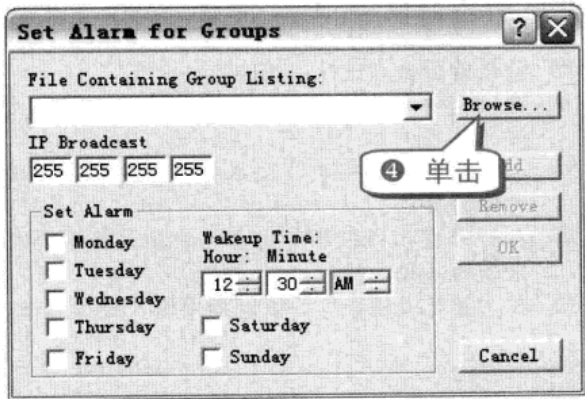 Set Alarm for Groups
File Containing Group Listing:
Browse...
IP Broadcast
255 255 255 255
❹ 单击
Remove
Set Alarm
OK
Monday
Wakeup Time:
Hour: Minute
Tuesday
12 30 AM
Wednesday
Thursday
Saturday
Friday
Sunday
Cancel